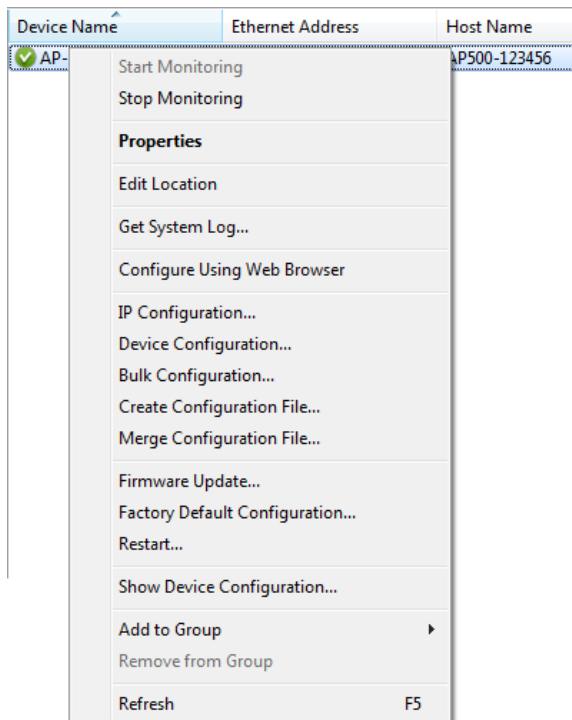 Device Name Ethernet Address Host Name
AP- AP500-123456
Start Monitoring
Stop Monitoring
Properties
Edit Location
Get System Log...
Configure Using Web Browser
IP Configuration...
Device Configuration...
Bulk Configuration...
Create Configuration File...
Merge Configuration File...
Firmware Update...
Factory Default Configuration...
Restart...
Show Device Configuration...
Add to Group
Remove from Group
Refresh F5